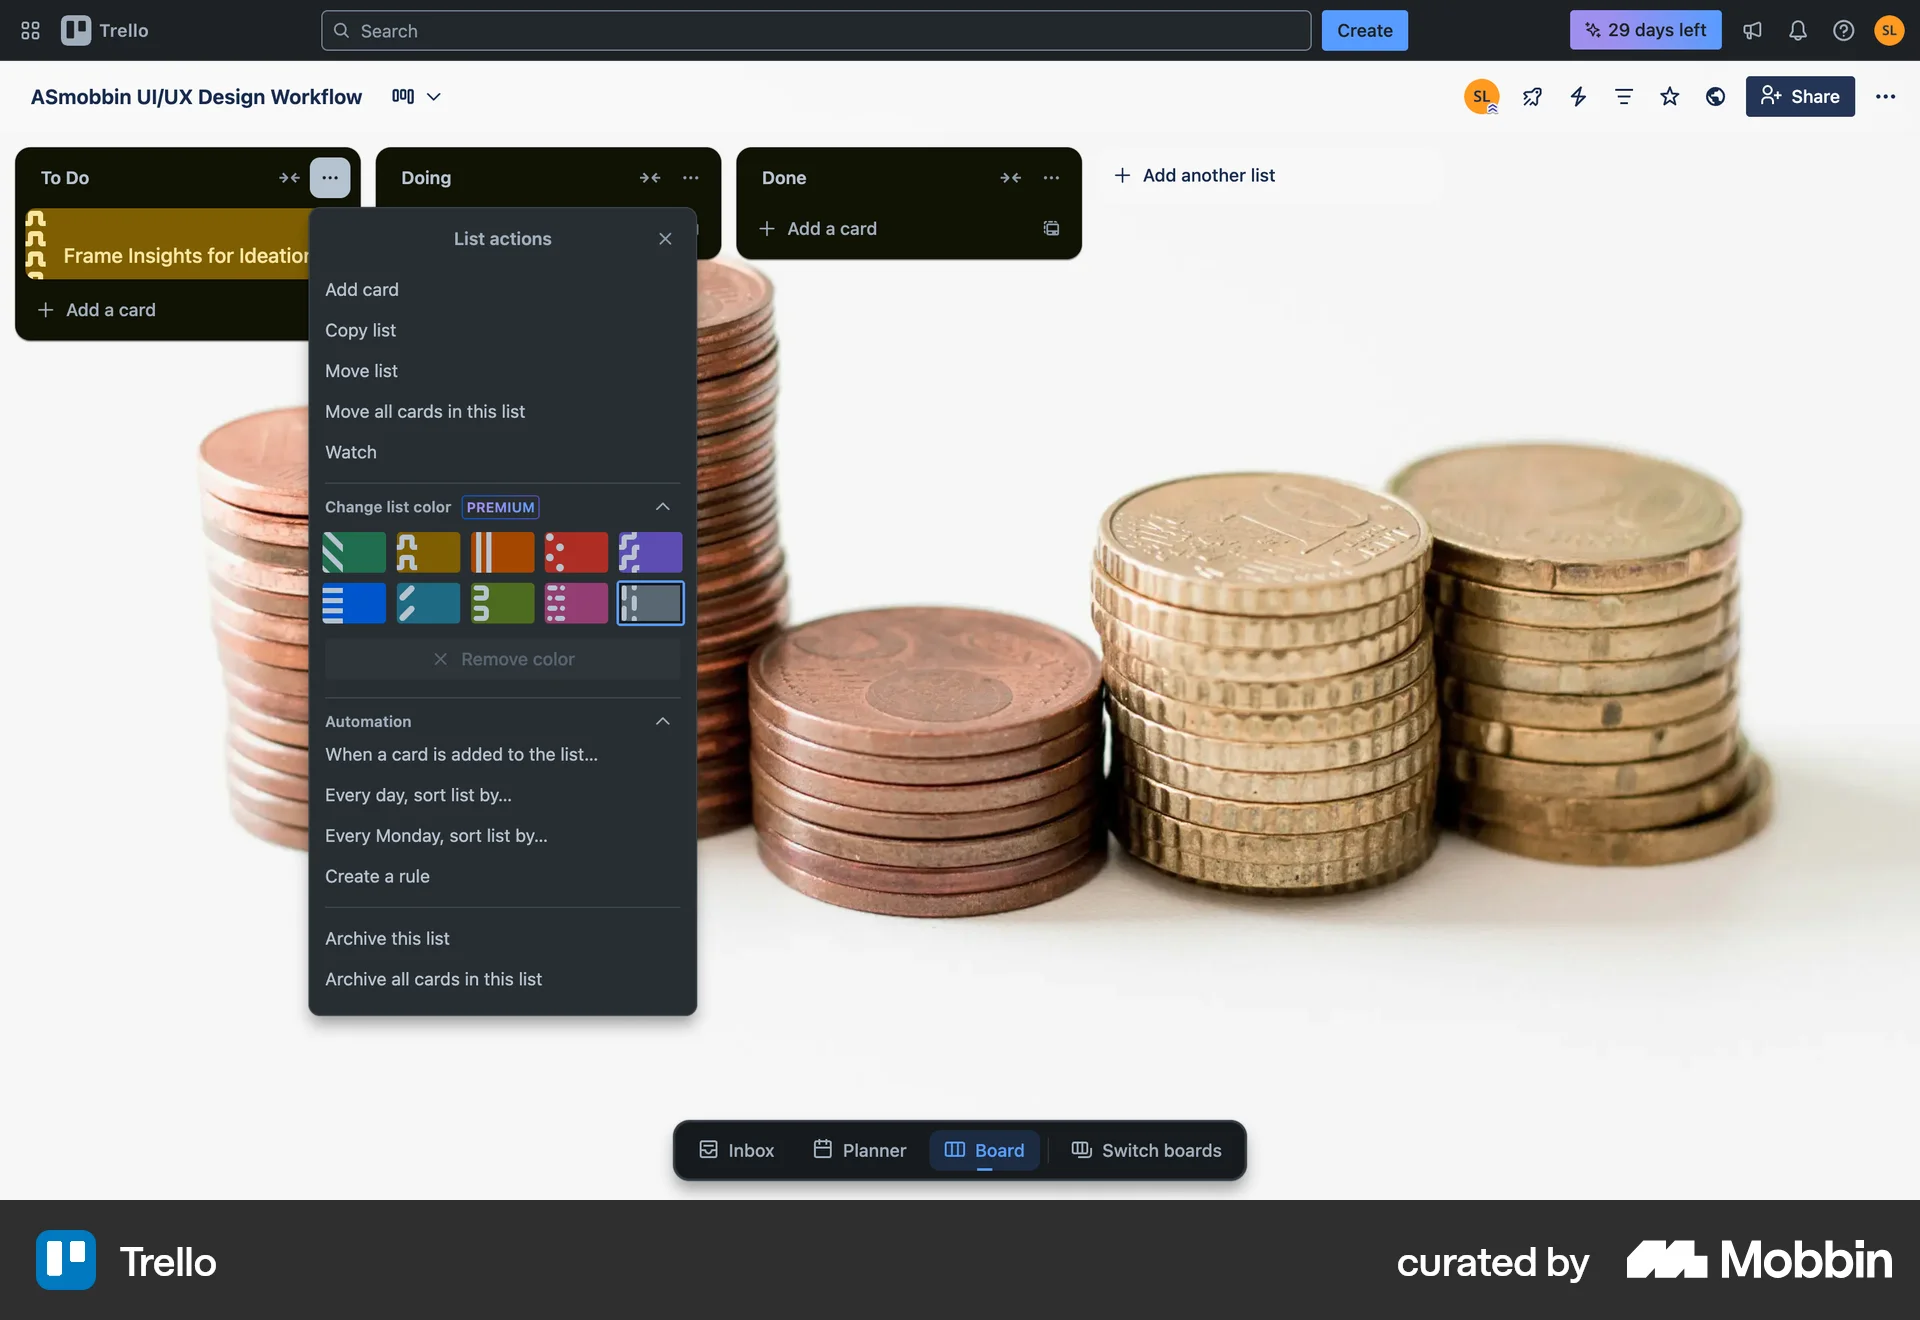 Trello
Search
Create
29 days left
SL
ASmobbin UI/UX Design Workflow
SL
Share
To Do
Doing
Done
Add another list
Frame Insights for Ideation
Add a card
Add a card
List actions
Add card
Copy list
Move list
Move all cards in this list
Watch
Change list color PREMIUM
Remove color
Automation
When a card is added to the list...
Every day, sort list by...
Every Monday, sort list by...
Create a rule
Archive this list
Archive all cards in this list
Inbox
Planner
Board
Switch boards
Trello
curated by Mobbin